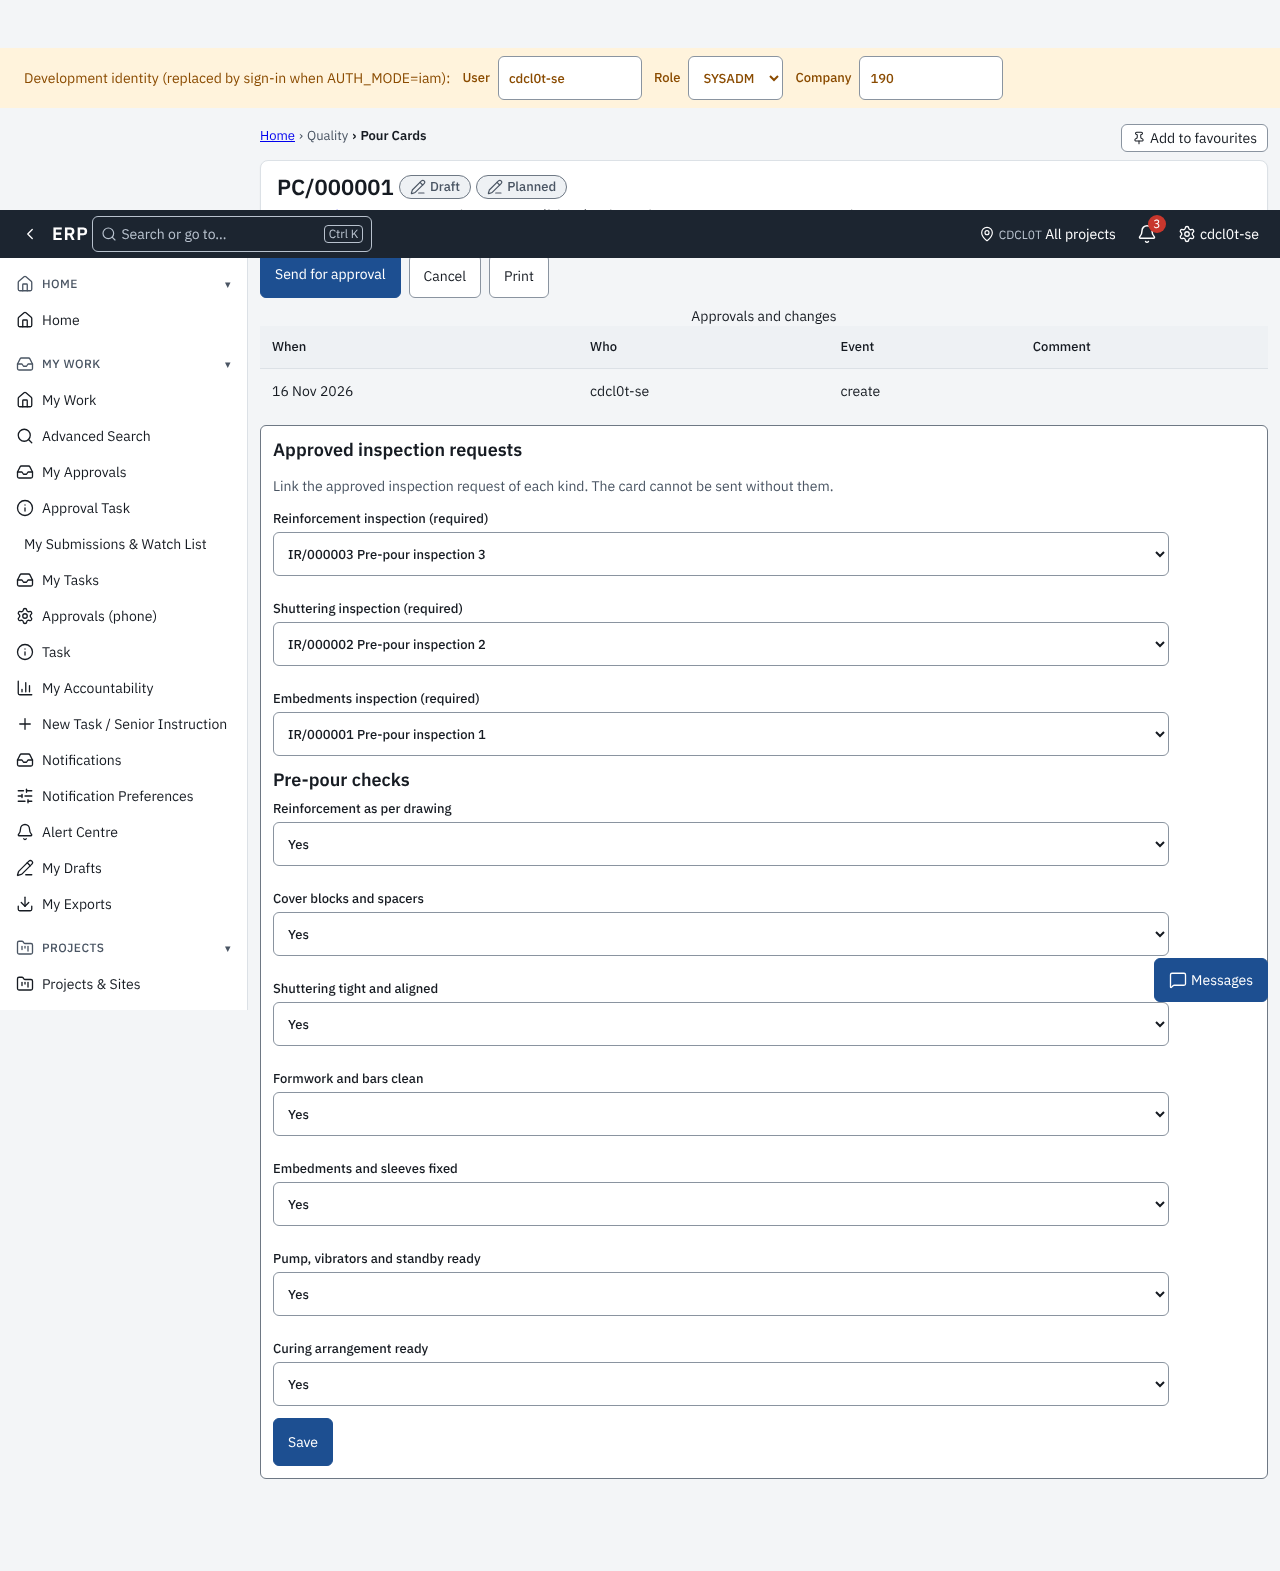 Development identity (replaced by sign-in when AUTH_MODE=iam): User cdcl0t-se Role SYSADM Company 190
Home › Quality › Pour Cards
Add to favourites
PC/000001 Draft Planned
ERP Search or go to... Ctrl K CDCL0T All projects 3 cdcl0t-se
HOME
Home
MY WORK
My Work
Advanced Search
My Approvals
Approval Task
My Submissions & Watch List
My Tasks
Approvals (phone)
Task
My Accountability
New Task / Senior Instruction
Notifications
Notification Preferences
Alert Centre
My Drafts
My Exports
PROJECTS
Projects & Sites
Send for approval Cancel Print
Approvals and changes
When Who Event Comment
16 Nov 2026 cdcl0t-se create
Approved inspection requests
Link the approved inspection request of each kind. The card cannot be sent without them.
Reinforcement inspection (required)
IR/000003 Pre-pour inspection 3
Shuttering inspection (required)
IR/000002 Pre-pour inspection 2
Embedments inspection (required)
IR/000001 Pre-pour inspection 1
Pre-pour checks
Reinforcement as per drawing
Yes
Cover blocks and spacers
Yes
Messages
Shuttering tight and aligned
Yes
Formwork and bars clean
Yes
Embedments and sleeves fixed
Yes
Pump, vibrators and standby ready
Yes
Curing arrangement ready
Yes
Save